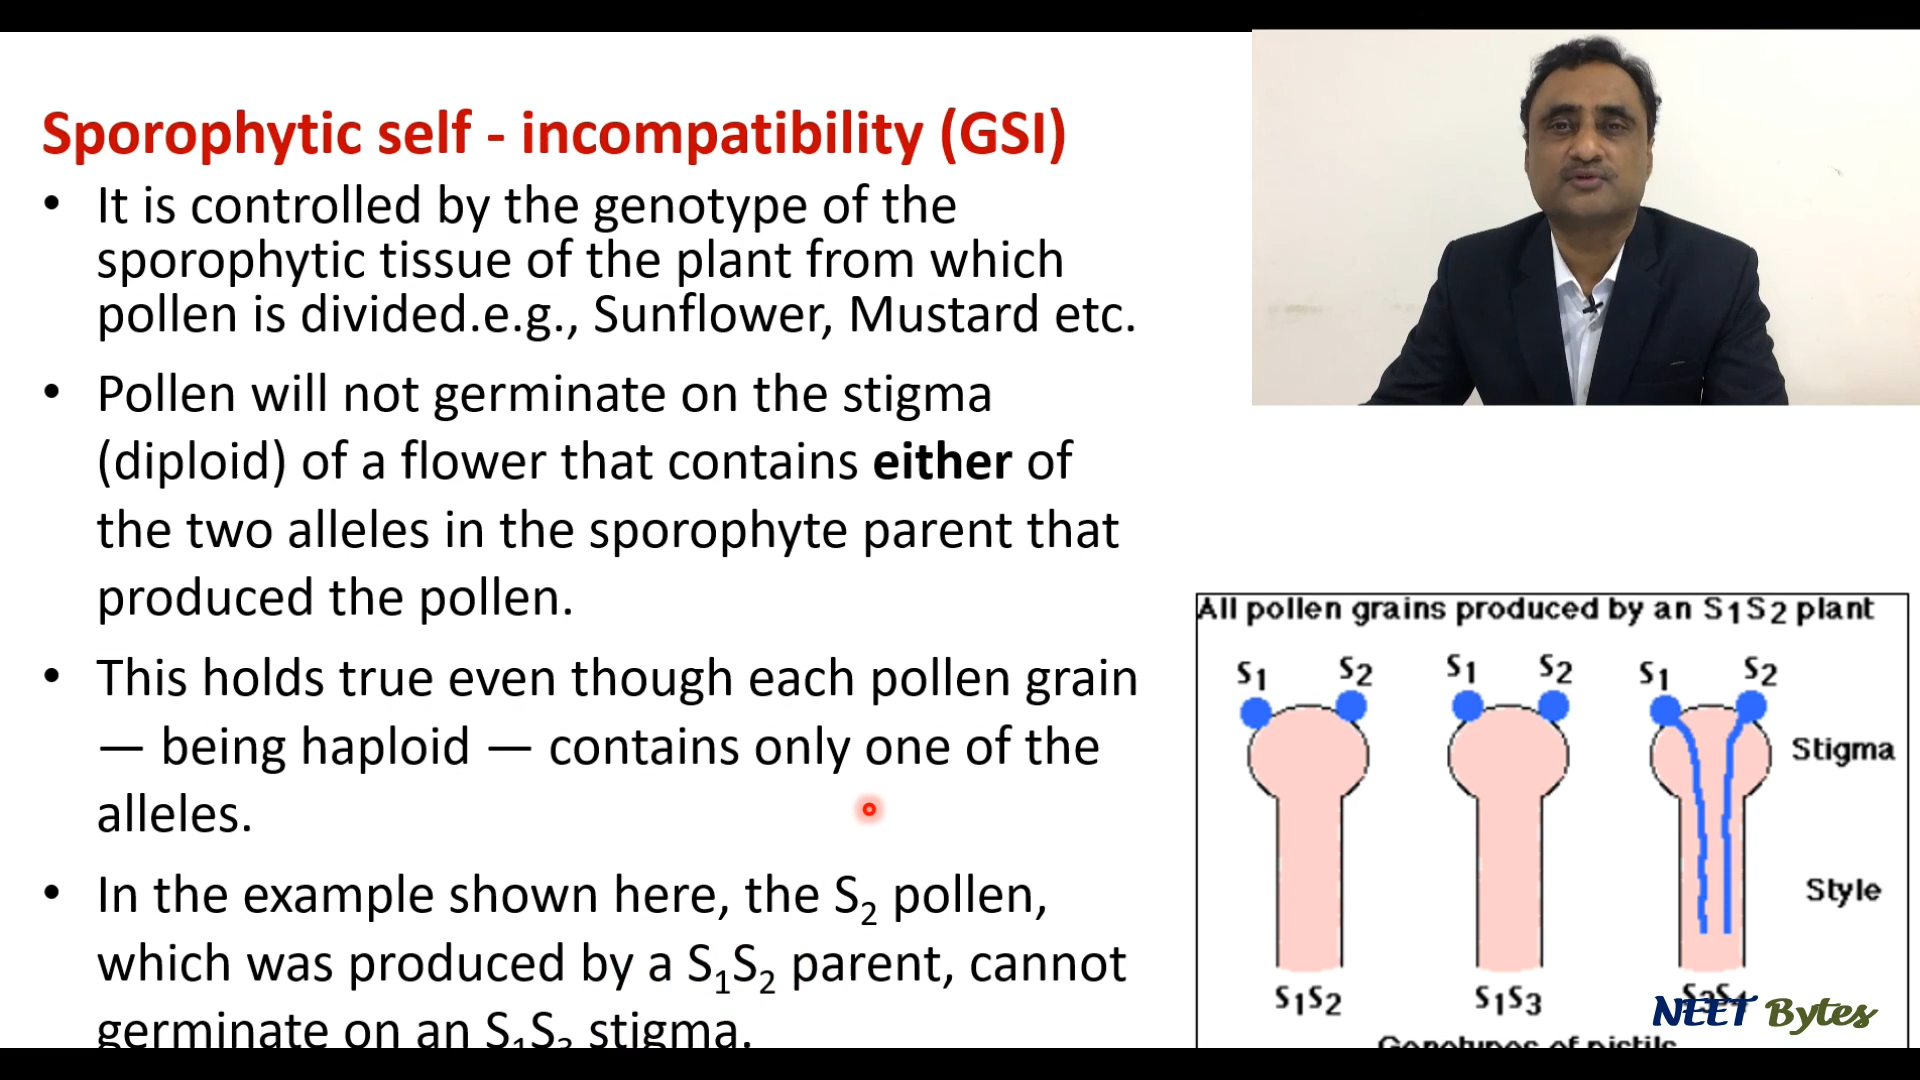 Sporophytic self - incompatibility (GSI)
• It is controlled by the genotype of the
sporophytic tissue of the plant from which
pollen is divided.e.g., Sunflower, Mustard etc.
• Pollen will not germinate on the stigma
(diploid) of a flower that contains either of
the two alleles in the sporophyte parent that
produced the pollen.
• This holds true even though each pollen grain
— being haploid — contains only one of the
alleles.
• In the example shown here, the S₂ pollen,
which was produced by a S₁S₂ parent, cannot
germinate on an S₁S₃ stigma.
All pollen grains produced by an S1S2 plant
S1 S2 S1 S2 S1 S2
Stigma
Style
S1S2 S1S3 S3S4
NEET Bytes
Genotypes of pistils